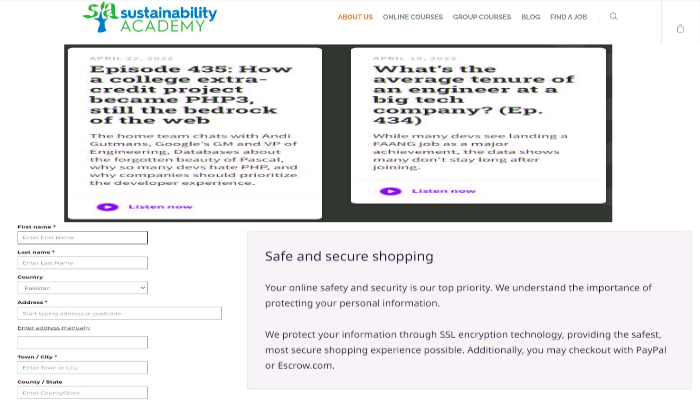 sa sustainability
ACADEMY
ABOUT US ONLINE COURSES GROUP COURSES BLOG FIND A JOB
APRIL 22, 2022
Episode 435: How
a college extra-
credit project
became PHP3,
still the bedrock
of the web
The home team chats with Andi
Gutmans, Google's GM and VP of
Engineering, Databases about
the forgotten beauty of Pascal,
why so many devs hate PHP, and
why companies should prioritize
the developer experience.
Listen now
APRIL 19, 2022
What's the
average tenure of
an engineer at a
big tech
company? (Ep.
434)
While many devs see landing a
FAANG job as a major
achievement, the data shows
many don't stay long after
joining.
Listen now
First name *
Enter First Name
Last name *
Enter Last Name
Country
Pakistan
Address *
Start typing address or postcode
Enter address manually
Town / City *
Enter Town or City
County / State
Enter County/State
Safe and secure shopping
Your online safety and security is our top priority. We understand the importance of
protecting your personal information.
We protect your information through SSL encryption technology, providing the safest,
most secure shopping experience possible. Additionally, you may checkout with PayPal
or Escrow.com.